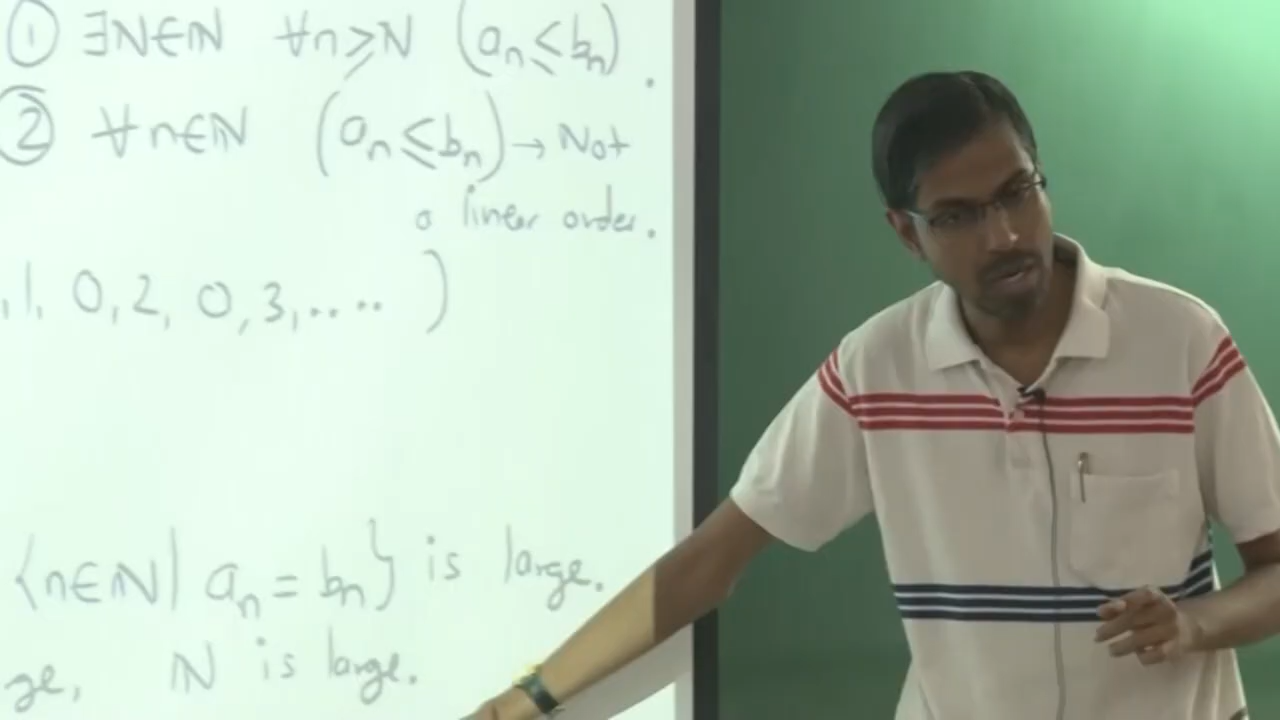 ① ∃N∈ℕ ∀n≥N (aₙ≤bₙ).
② ∀n∈ℕ (aₙ≤bₙ)→ Not
a linear order.
,1, 0,2, 0,3,.... )
{n∈ℕ| aₙ=bₙ} is large.
ge, ℕ is large.